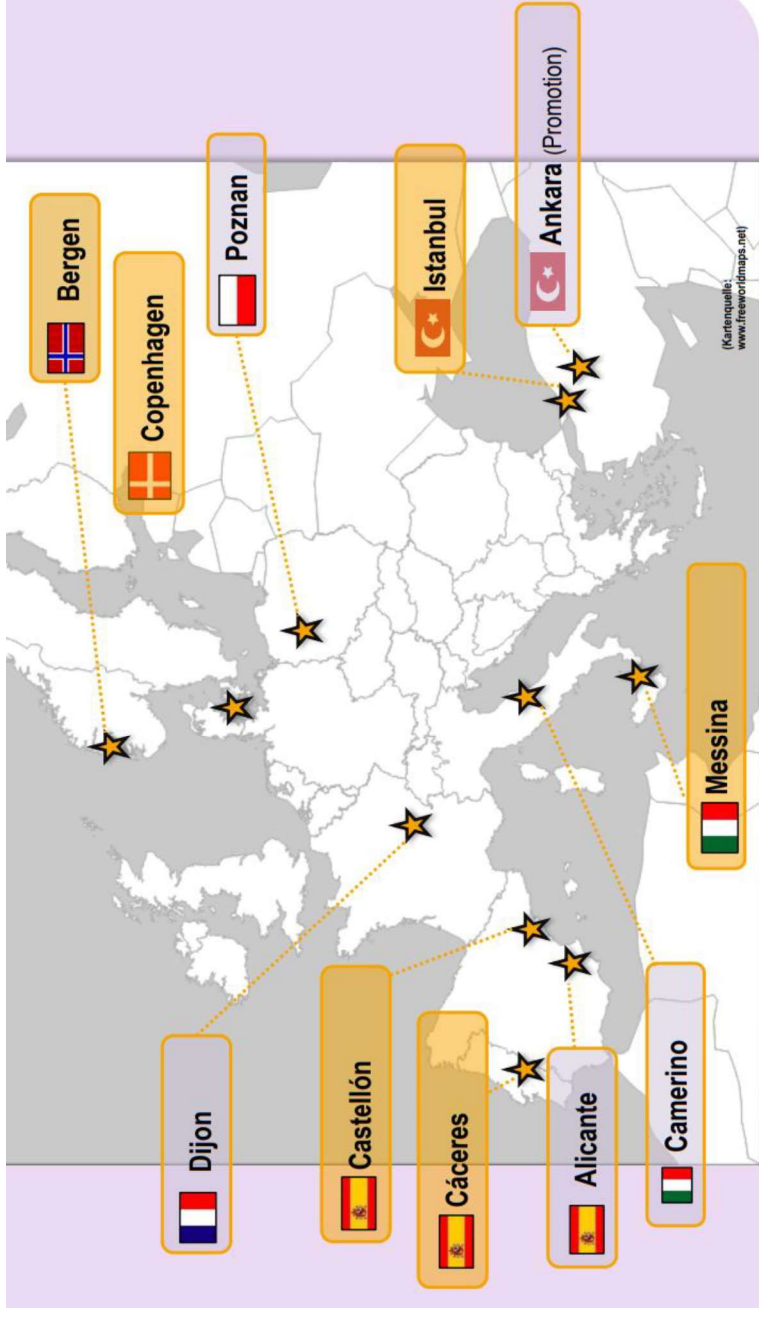 Bergen
Copenhagen
Poznan
Dijon
Castellón
Cáceres
Istanbul
Alicante
Ankara (Promotion)
Camerino
Messina
(Kartenquelle:
www.freeworldmaps.net)